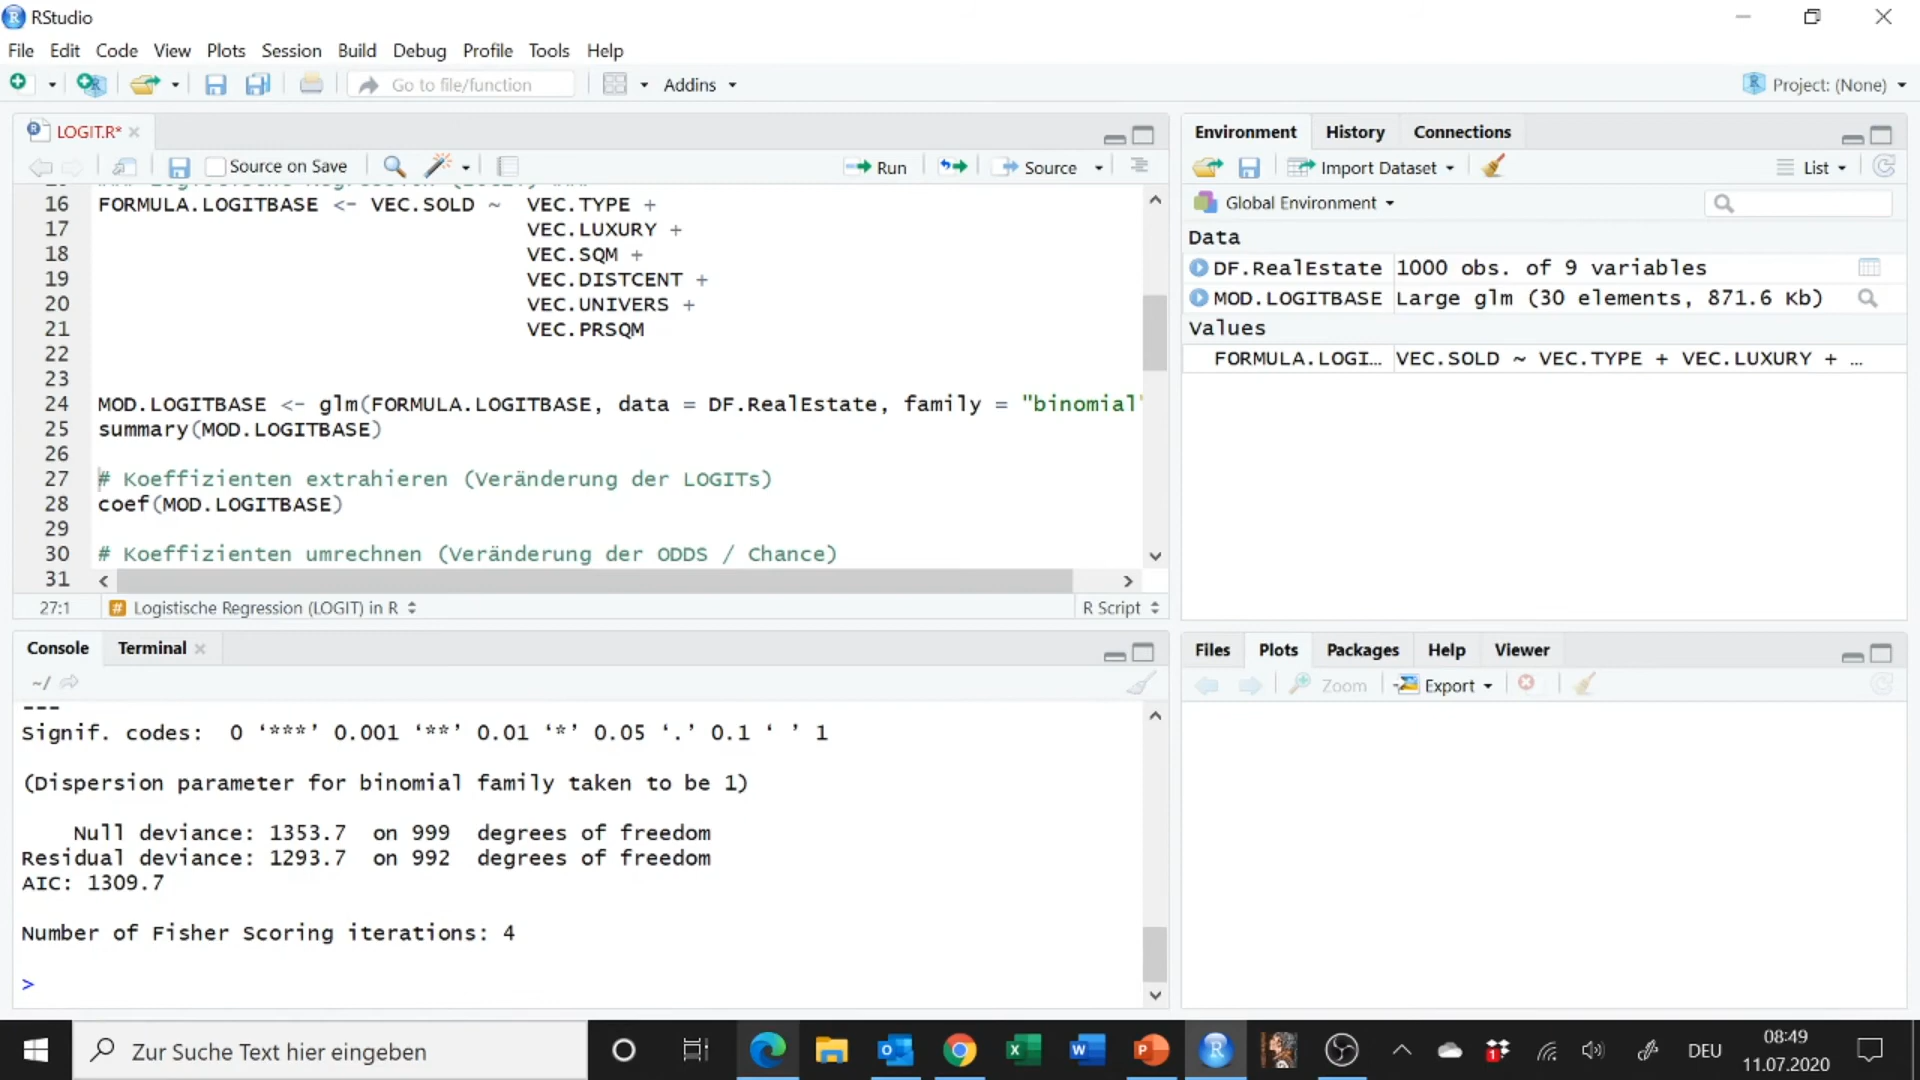 RStudio
File Edit Code View Plots Session Build Debug Profile Tools Help
Go to file/function
Addins
Project: (None)
LOGIT.R*
Source on Save
Run
Source
16 FORMULA.LOGITBASE <- VEC.SOLD ~ VEC.TYPE +
17 VEC.LUXURY +
18 VEC.SQM +
19 VEC.DISTCENT +
20 VEC.UNIVERS +
21 VEC.PRSQM
22
23
24 MOD.LOGITBASE <- glm(FORMULA.LOGITBASE, data = DF.RealEstate, family = "binomial"
25 summary(MOD.LOGITBASE)
26
27 # Koeffizienten extrahieren (Veränderung der LOGITs)
28 coef(MOD.LOGITBASE)
29
30 # Koeffizienten umrechnen (Veränderung der ODDS / Chance)
31
27:1 Logistische Regression (LOGIT) in R R Script
Console Terminal
~/
---
Signif. codes: 0 ‘***’ 0.001 ‘**’ 0.01 ‘*’ 0.05 ‘.’ 0.1 ‘ ’ 1
(Dispersion parameter for binomial family taken to be 1)
Null deviance: 1353.7 on 999 degrees of freedom
Residual deviance: 1293.7 on 992 degrees of freedom
AIC: 1309.7
Number of Fisher Scoring iterations: 4
>
Environment History Connections
Import Dataset List
Global Environment
Data
DF.RealEstate 1000 obs. of 9 variables
MOD.LOGITBASE Large glm (30 elements, 871.6 Kb)
Values
FORMULA.LOGI… VEC.SOLD ~ VEC.TYPE + VEC.LUXURY + …
Files Plots Packages Help Viewer
Zoom Export
Zur Suche Text hier eingeben
DEU
08:49
11.07.2020